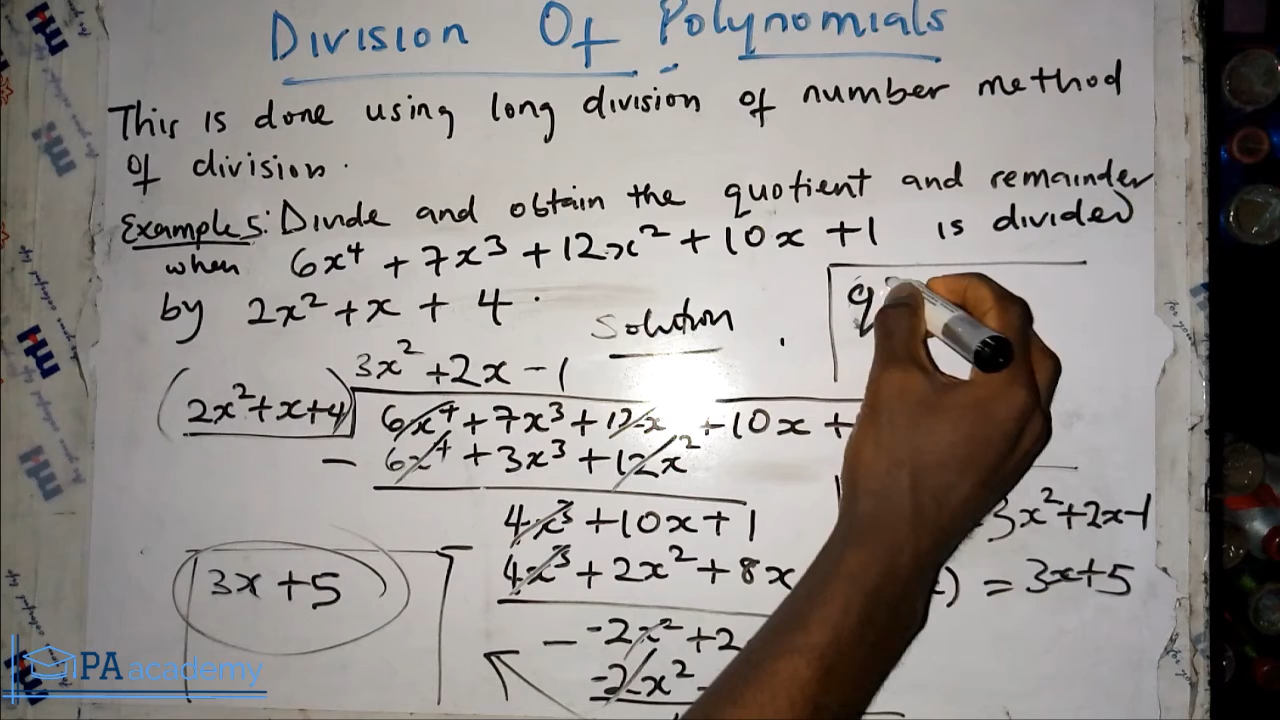 Division Of Polynomials
This is done using long division of number method
of division.
Example 5: Divide and obtain the quotient and remainder
when 6x⁴ + 7x³ + 12x² + 10x + 1 is divided
by 2x² + x + 4.
Solution
q
3x² + 2x - 1
2x² + x + 4 6x⁴ + 7x³ + 12x + 10x +
- 6x⁴ + 3x³ + 12x²
4x³ + 10x + 1
4x³ + 2x² + 8x
- -2x² + 2
-2x²
3x + 5
3x² + 2x - 1
) = 3x + 5
PA academy